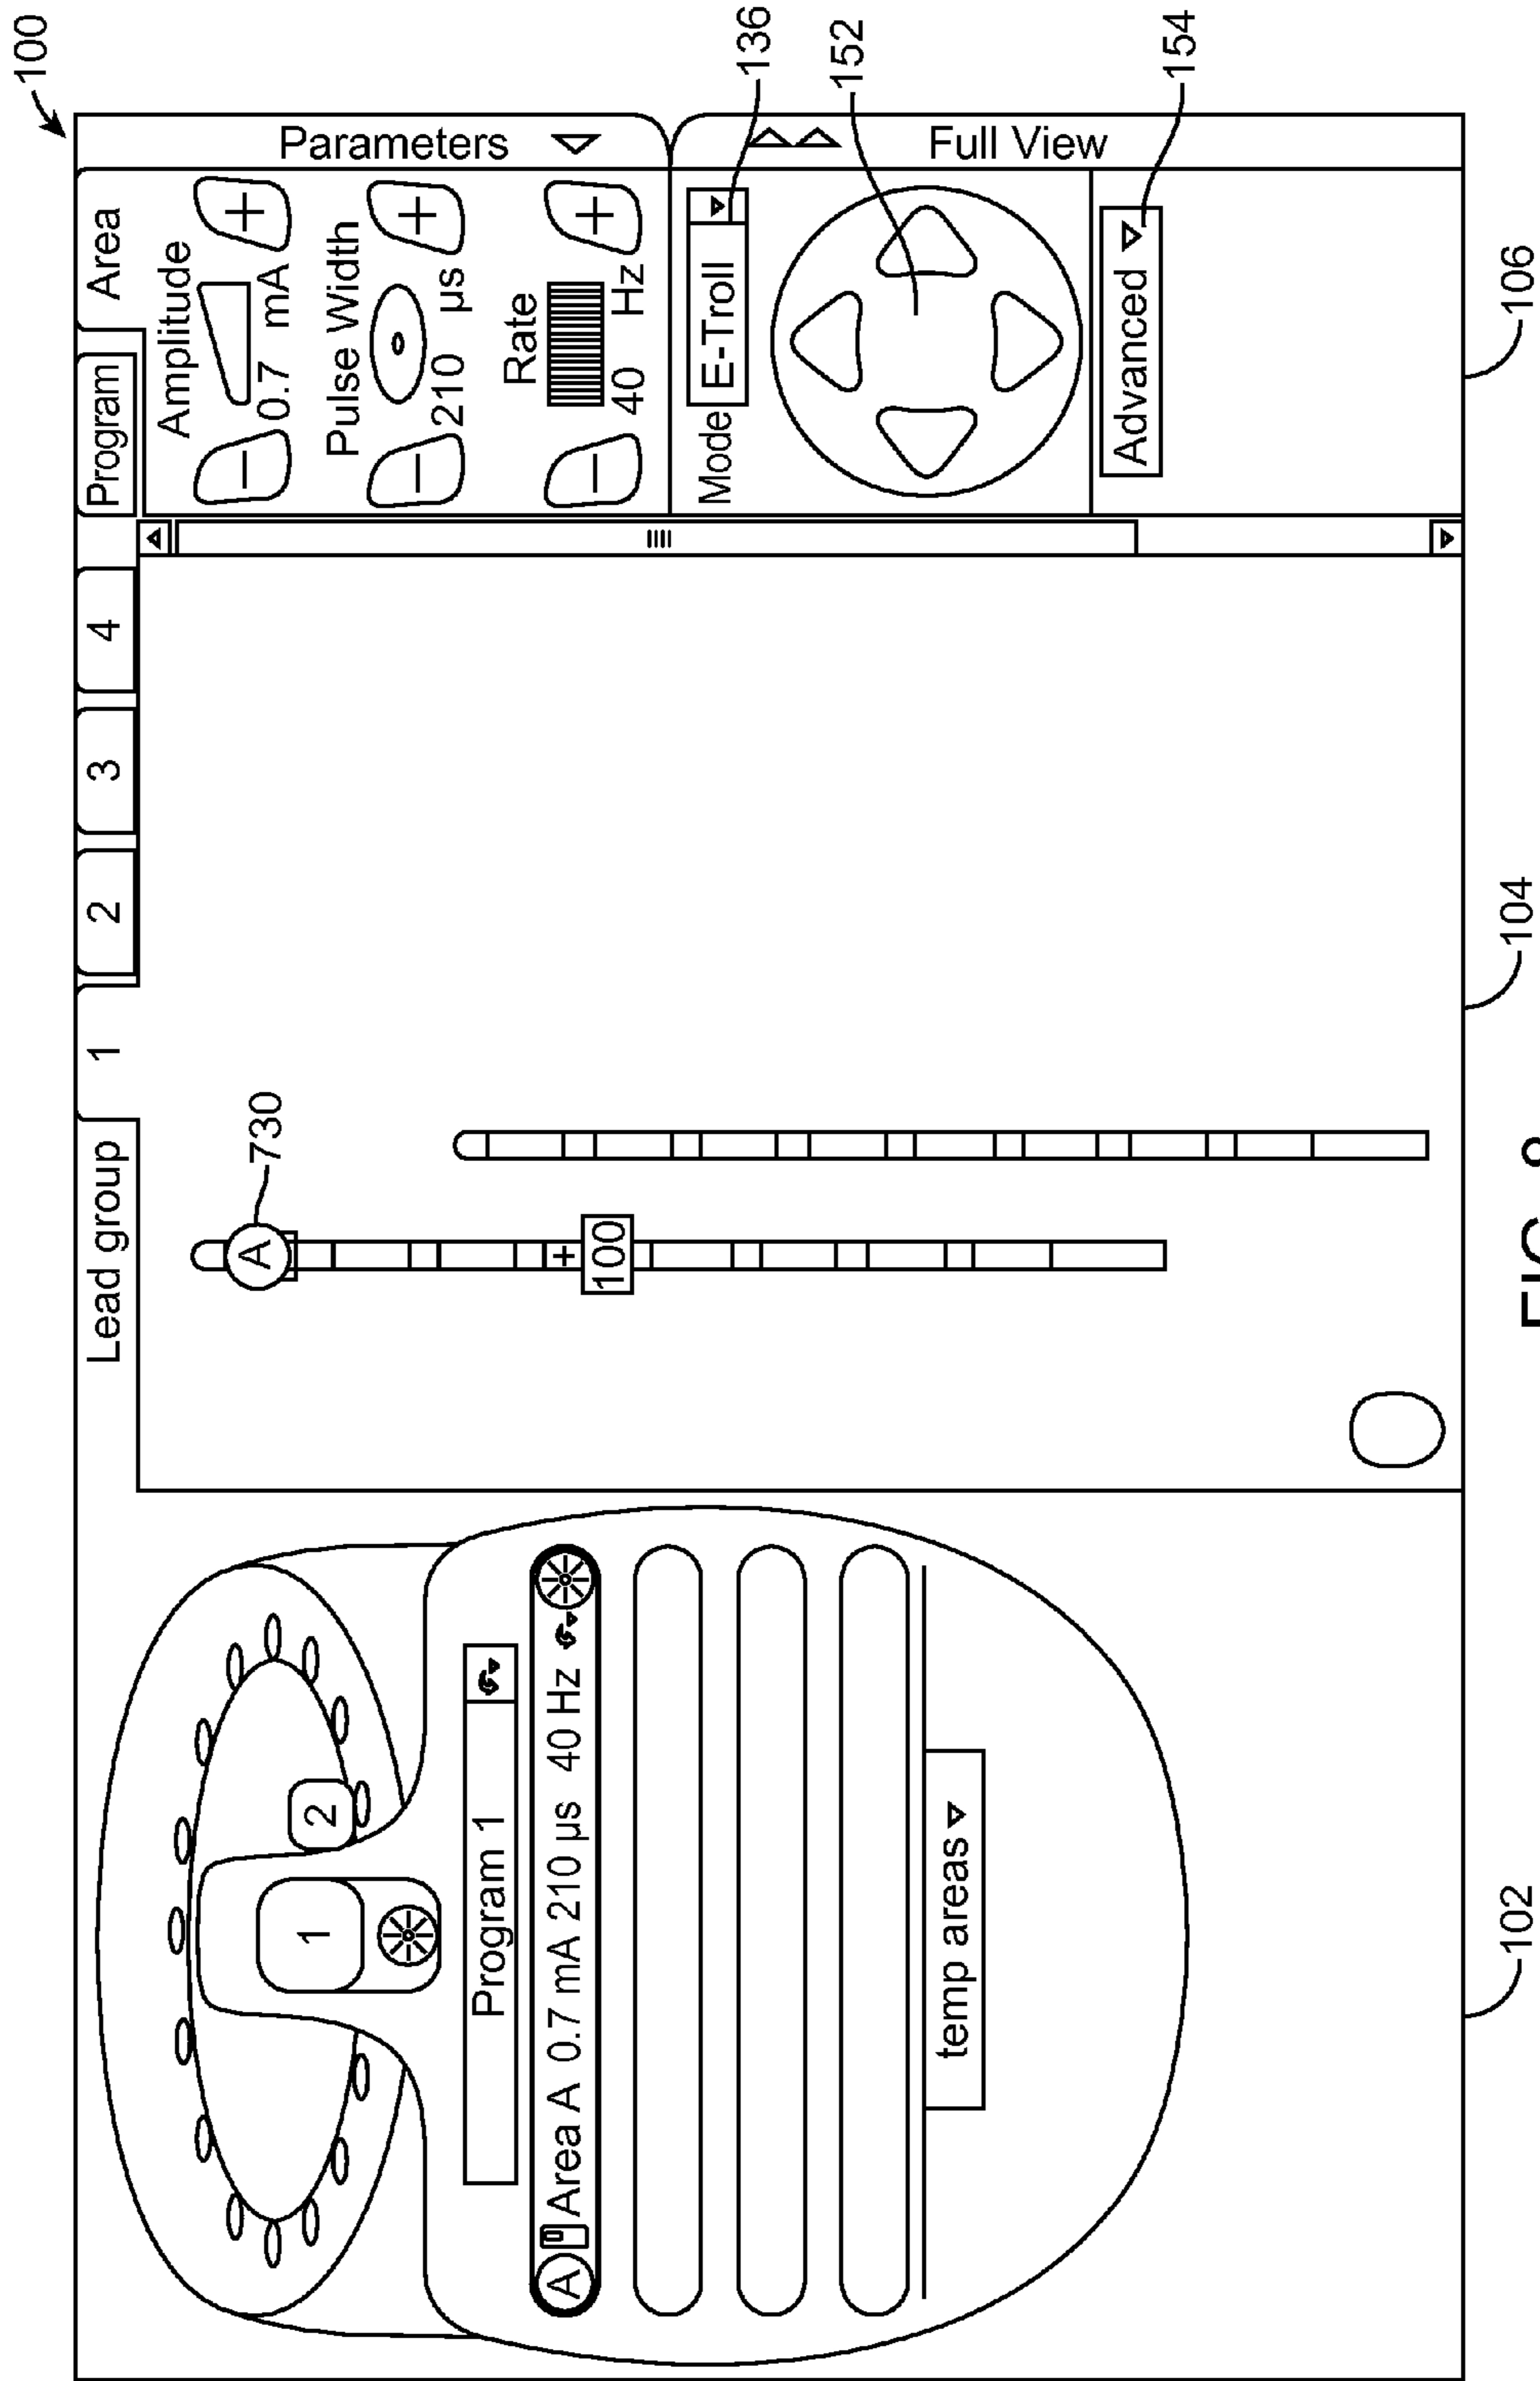 100
Lead group 1 2 3 4
Program Area
1
2
Program 1
A Area A 0.7 mA 210 µs 40 Hz
temp areas
A
730
+
100
Amplitude
− +
0.7 mA
Pulse Width
− +
210 µs
Rate
− +
40 Hz
Parameters
Mode E-Troll
136
152
Full View
Advanced
154
102
104
106